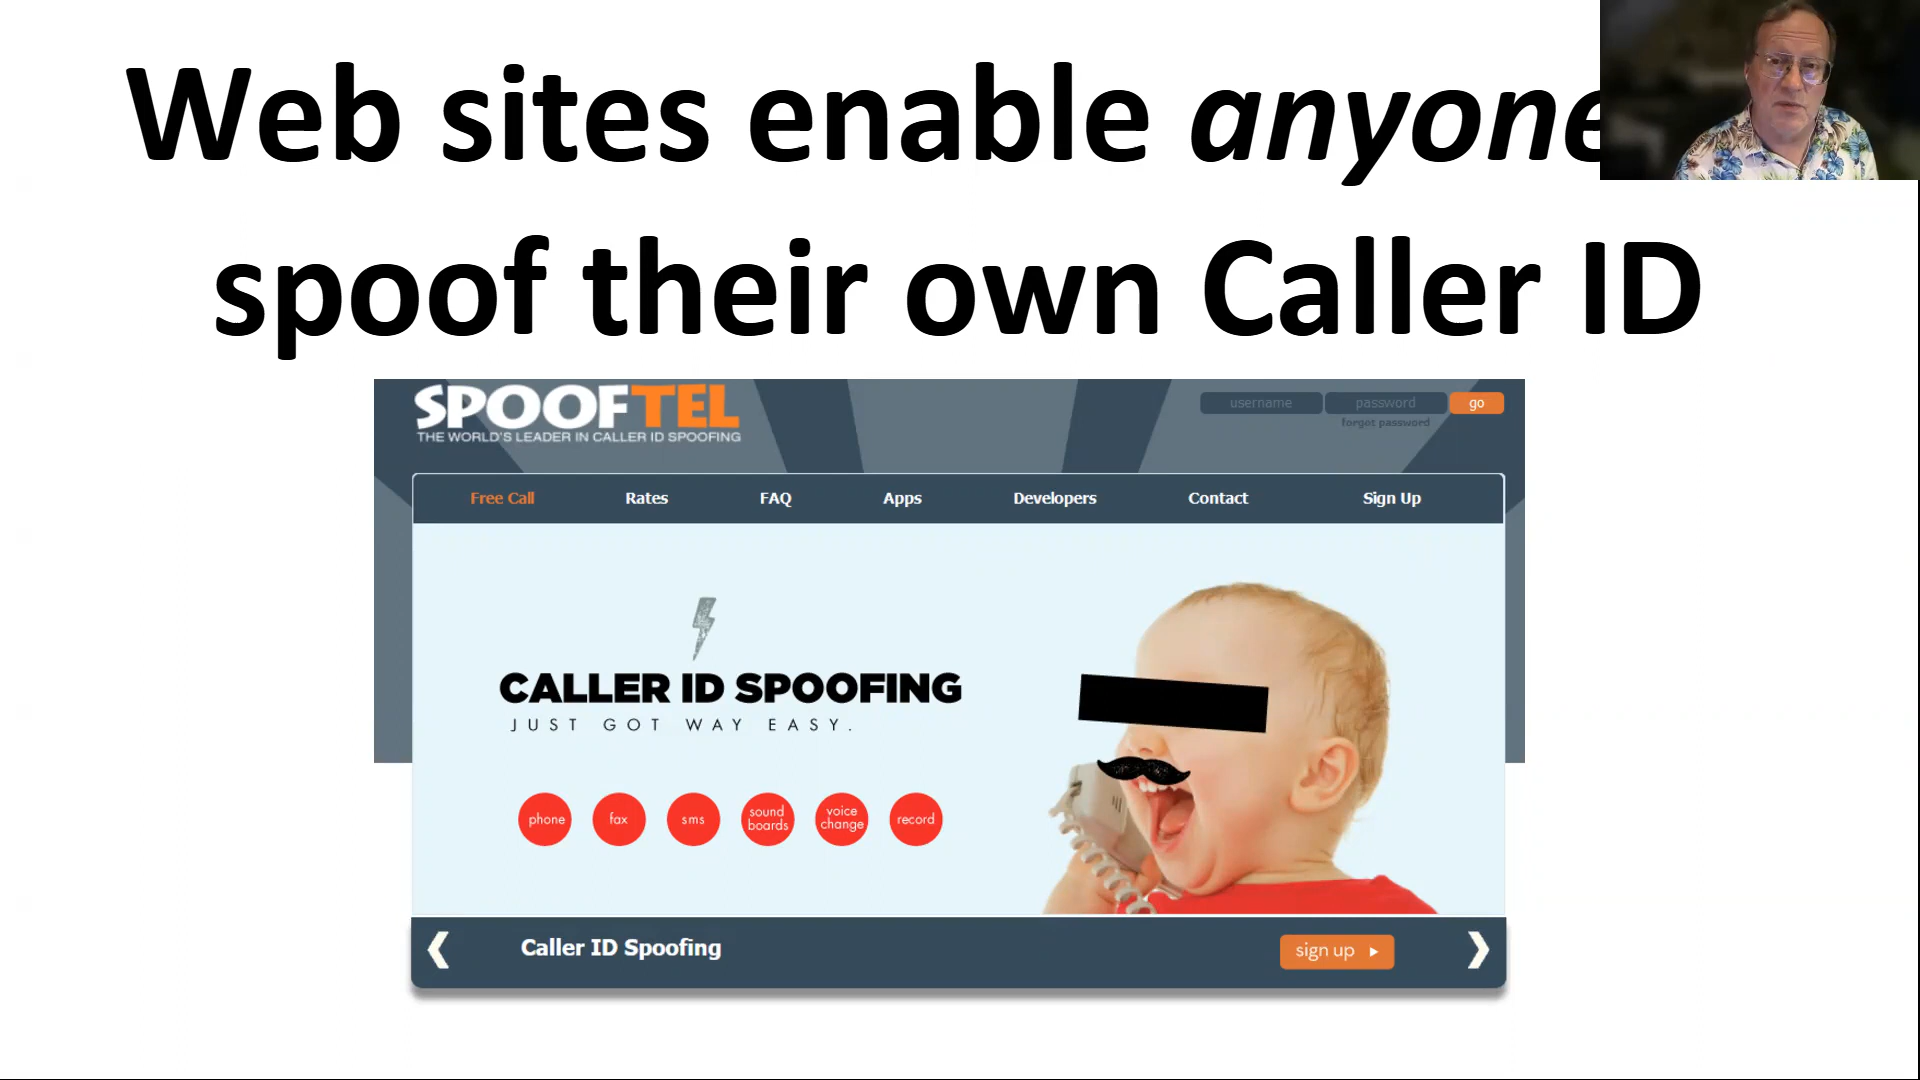 Web sites enable anyone
spoof their own Caller ID
SPOOFTEL
THE WORLD'S LEADER IN CALLER ID SPOOFING
username password go
forgot password
Free Call Rates FAQ Apps Developers Contact Sign Up
CALLER ID SPOOFING
JUST GOT WAY EASY.
phone fax sms sound boards voice change record
Caller ID Spoofing
sign up